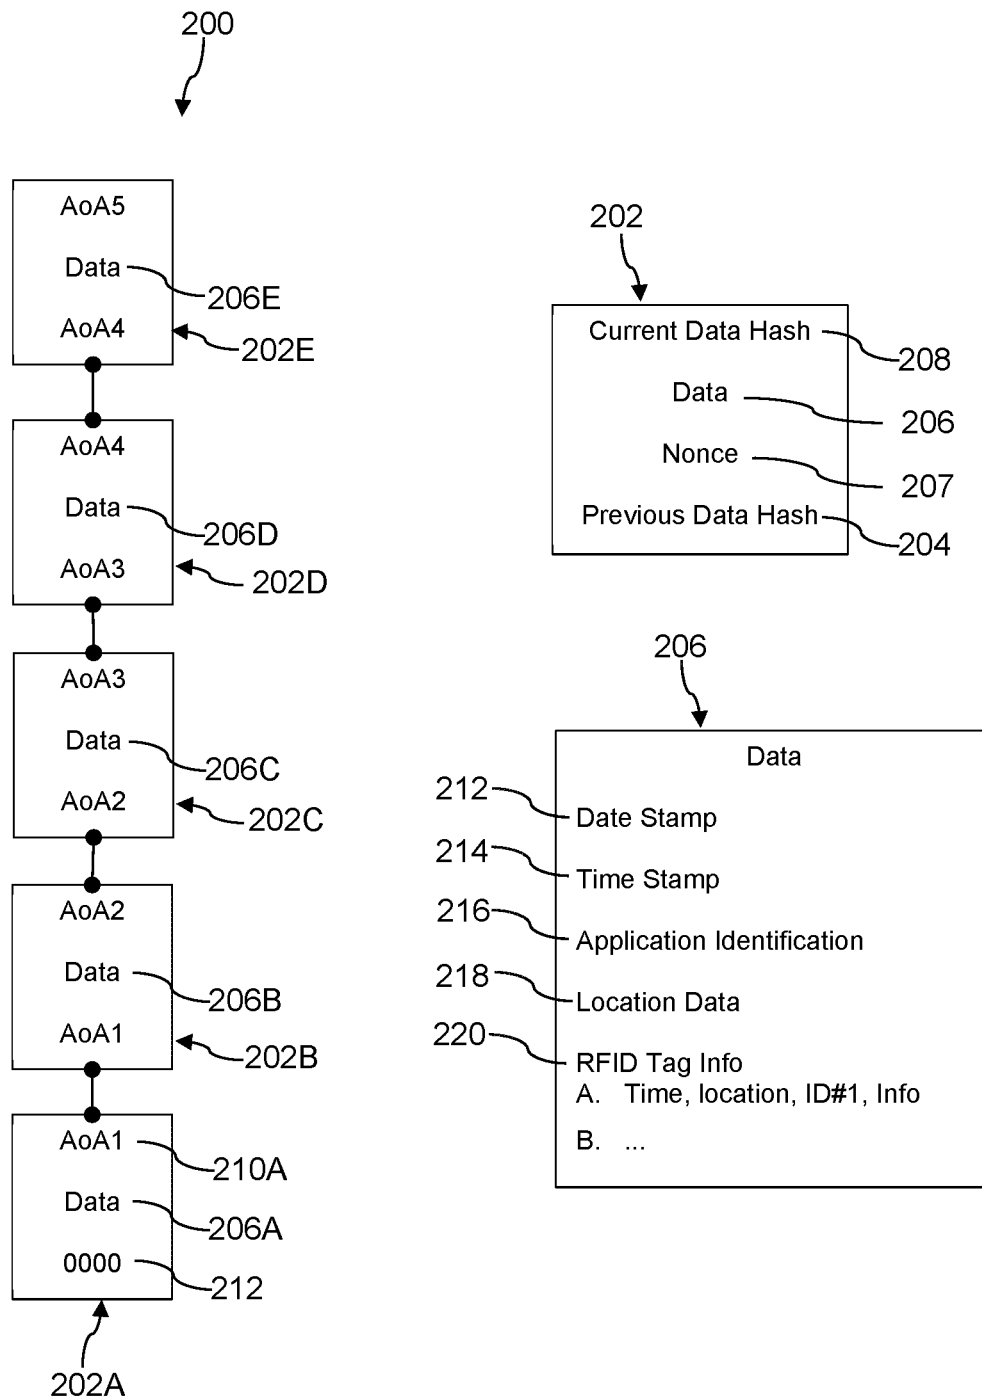 200
AoA5
Data
206E
AoA4
202E
AoA4
Data
206D
AoA3
202D
AoA3
Data
206C
AoA2
202C
AoA2
Data
206B
AoA1
202B
AoA1
210A
Data
206A
0000
212
202A
202
Current Data Hash
208
Data
206
Nonce
207
Previous Data Hash
204
206
Data
212
Date Stamp
214
Time Stamp
216
Application Identification
218
Location Data
220
RFID Tag Info
A. Time, location, ID#1, Info
B. ...